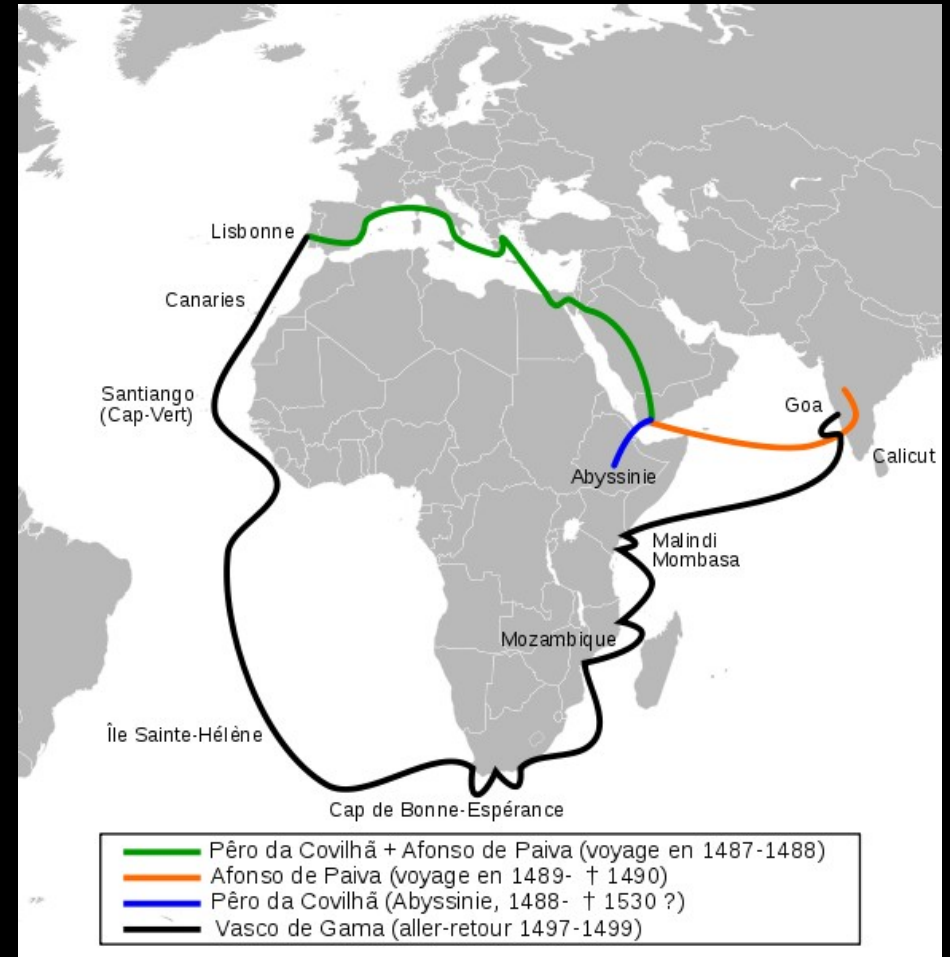 Lisbonne
Canaries
Santiango
(Cap-Vert)
Goa
Calicut
Abyssinie
Malindi
Mombasa
Mozambique
Île Sainte-Hélène
Cap de Bonne-Espérance
Pêro da Covilhã + Afonso de Paiva (voyage en 1487-1488)
Afonso de Paiva (voyage en 1489- † 1490)
Pêro da Covilhã (Abyssinie, 1488- † 1530 ?)
Vasco de Gama (aller-retour 1497-1499)